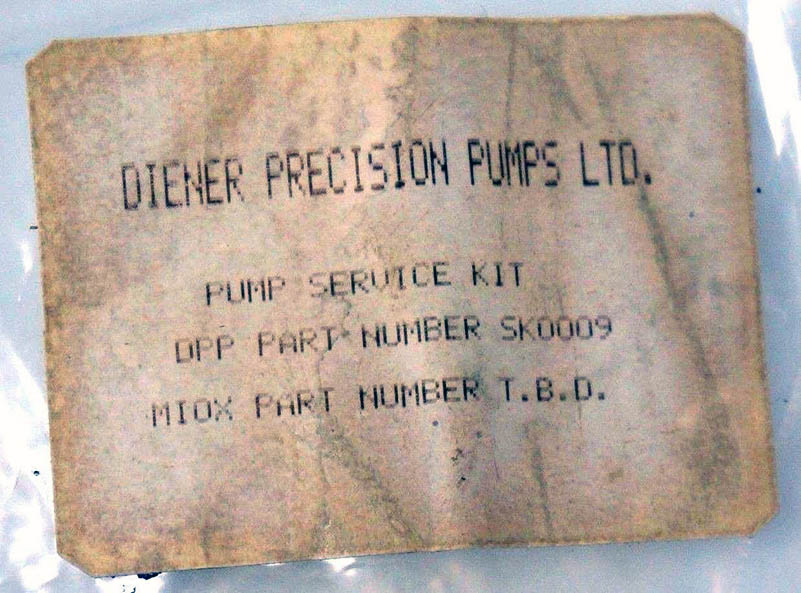 DIENER PRECISION PUMPS LTD.
PUMP SERVICE KIT
DPP PART NUMBER SK0009
MIOX PART NUMBER T.B.D.